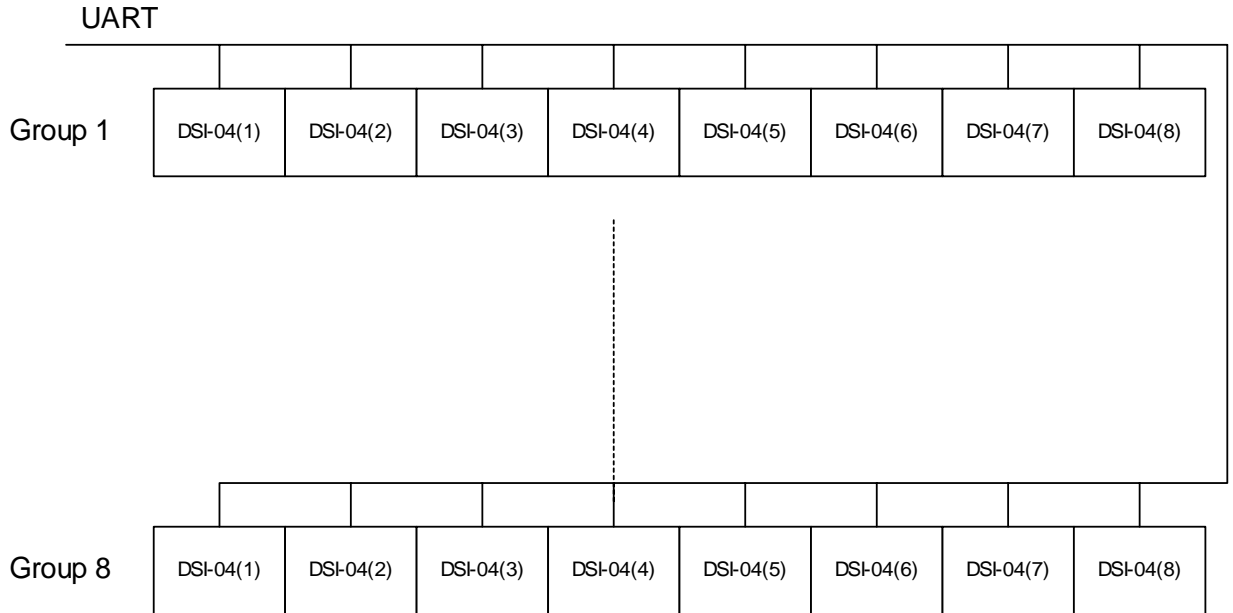 UART
Group 1 DSI-04(1) DSI-04(2) DSI-04(3) DSI-04(4) DSI-04(5) DSI-04(6) DSI-04(7) DSI-04(8)
Group 8 DSI-04(1) DSI-04(2) DSI-04(3) DSI-04(4) DSI-04(5) DSI-04(6) DSI-04(7) DSI-04(8)